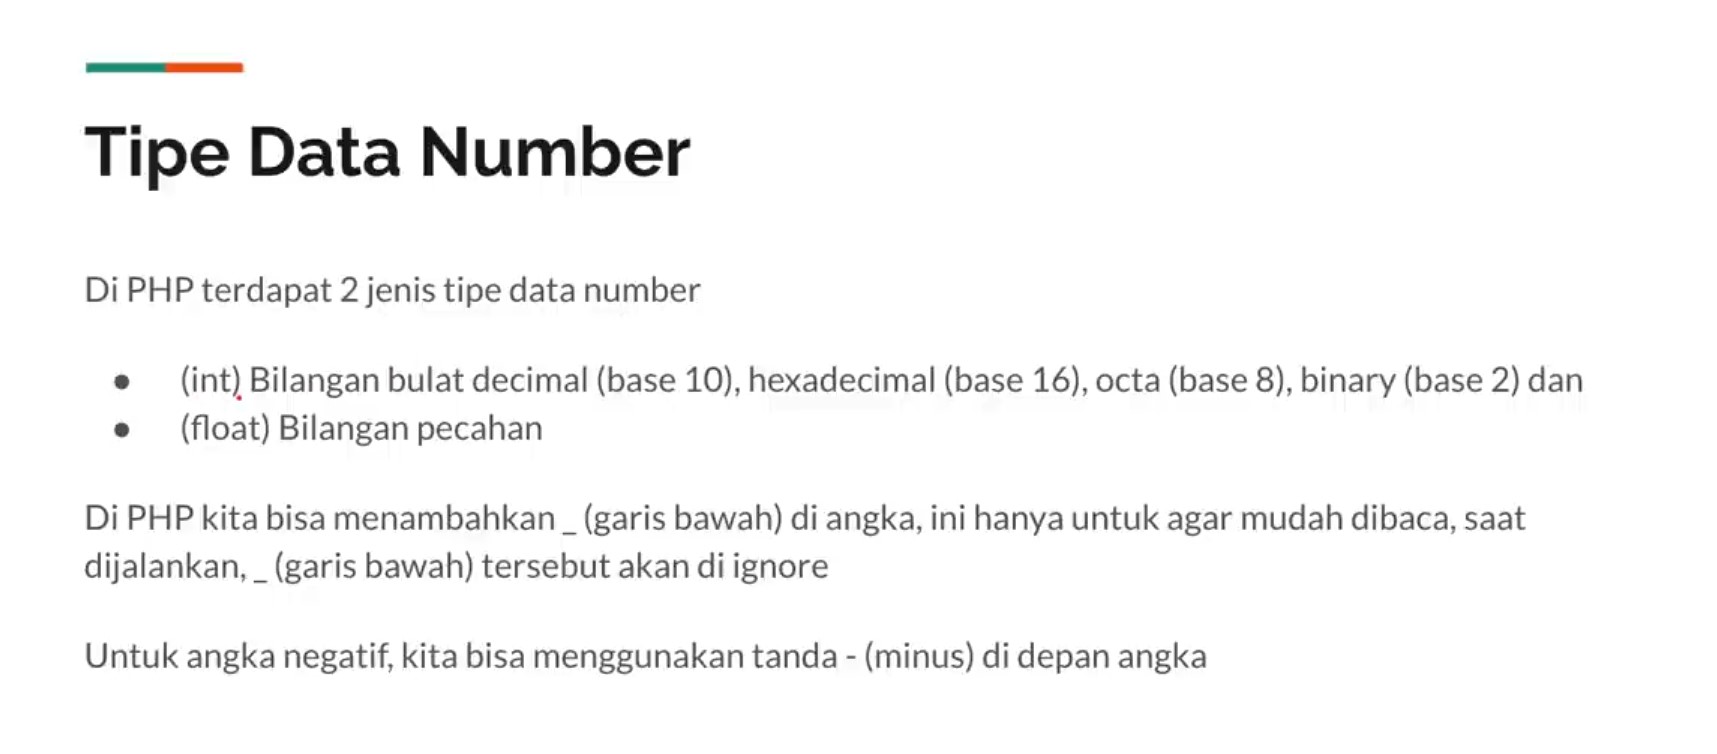 Tipe Data Number
Di PHP terdapat 2 jenis tipe data number
● (int) Bilangan bulat decimal (base 10), hexadecimal (base 16), octa (base 8), binary (base 2) dan
● (float) Bilangan pecahan
Di PHP kita bisa menambahkan _ (garis bawah) di angka, ini hanya untuk agar mudah dibaca, saat
dijalankan, _ (garis bawah) tersebut akan di ignore
Untuk angka negatif, kita bisa menggunakan tanda - (minus) di depan angka